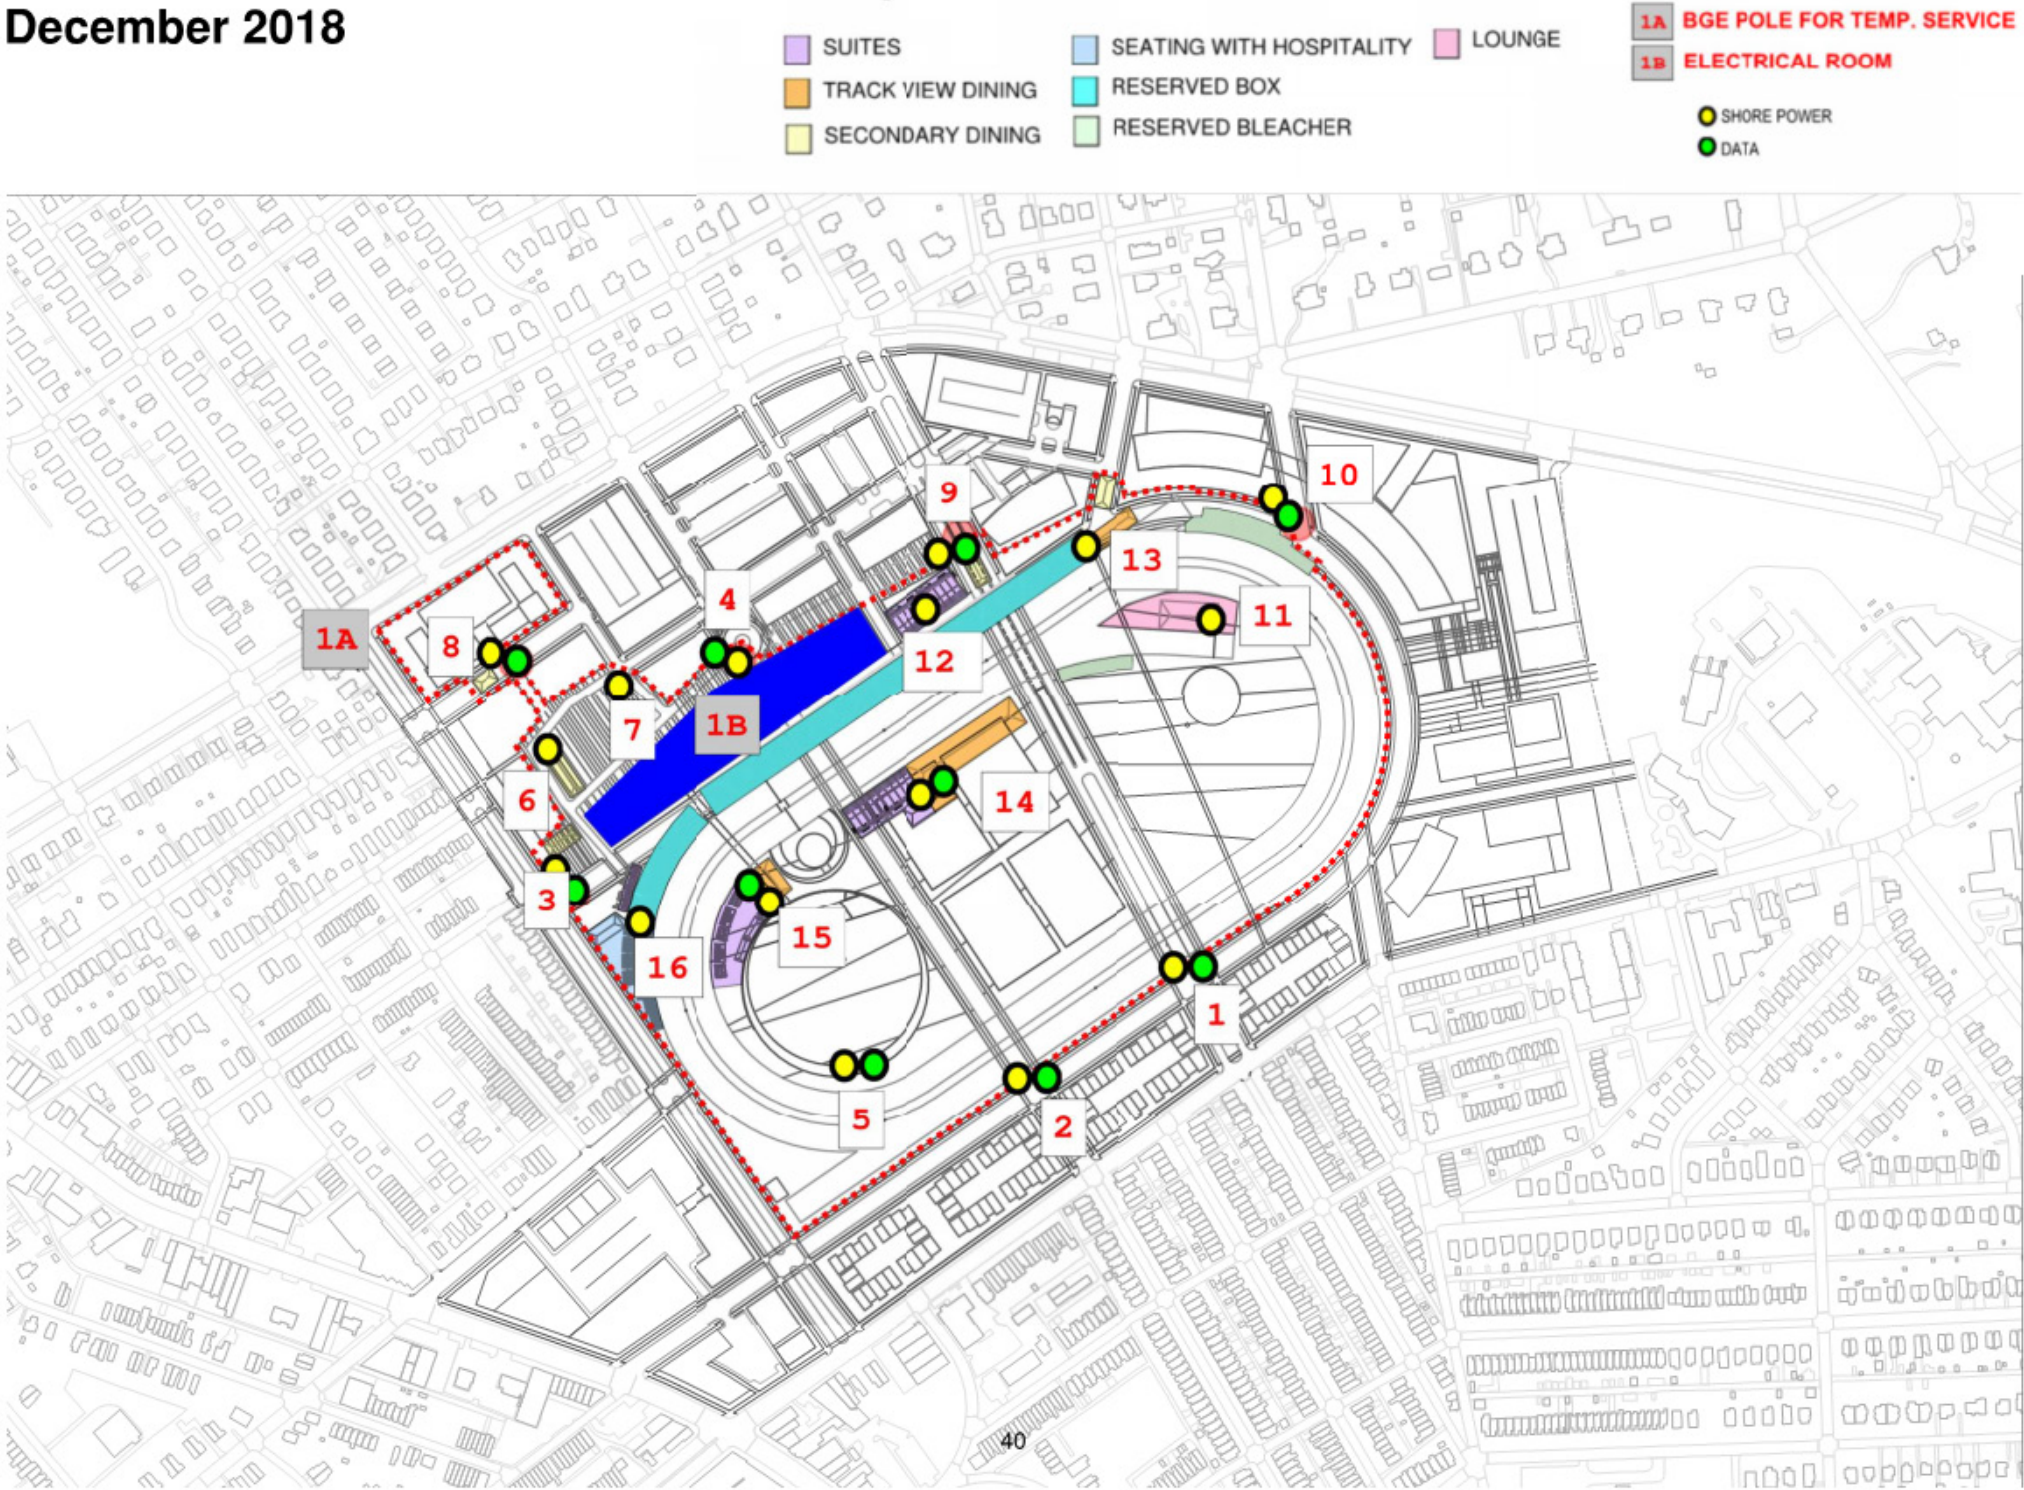 December 2018
SUITES
SEATING WITH HOSPITALITY
LOUNGE
1A BGE POLE FOR TEMP. SERVICE
TRACK VIEW DINING
RESERVED BOX
1B ELECTRICAL ROOM
SECONDARY DINING
RESERVED BLEACHER
SHORE POWER
DATA
10
9
13
4
11
1A
8
12
7
1B
6
14
3
15
16
1
5
2
40